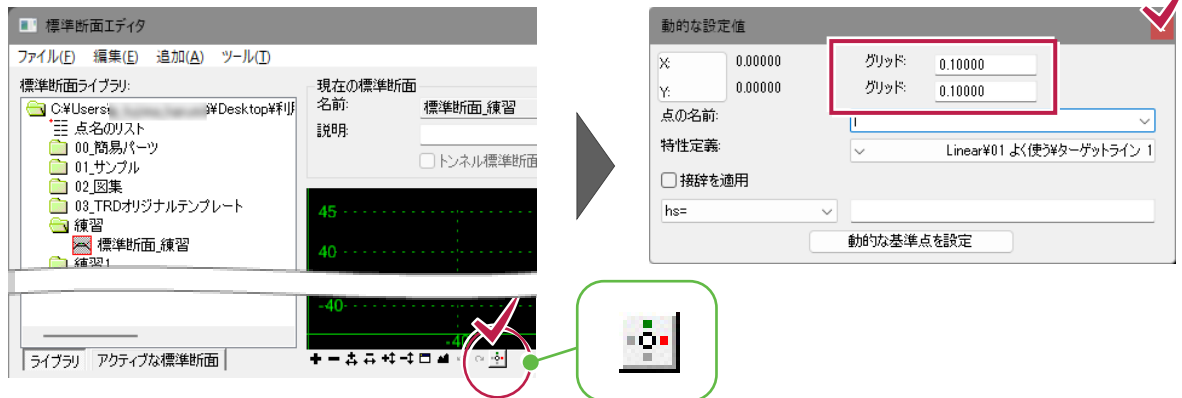 標準断面エディタ
ファイル(F) 編集(E) 追加(A) ツール(T)
標準断面ライブラリ:
C:¥Users¥ ¥Desktop¥利用
点名のリスト
00_簡易パーツ
01_サンプル
02_図集
03_TRDオリジナルテンプレート
練習
標準断面_練習
練習1
ライブラリ アクティブな標準断面
現在の標準断面
名前: 標準断面_練習
説明:
トンネル標準断面
45
40
-40
動的な設定値
X: 0.00000 グリッド: 0.10000
Y: 0.00000 グリッド: 0.10000
点の名前:
特性定義: Linear¥01 よく使う¥ターゲットライン 1
接辞を適用
hs=
動的な基準点を設定